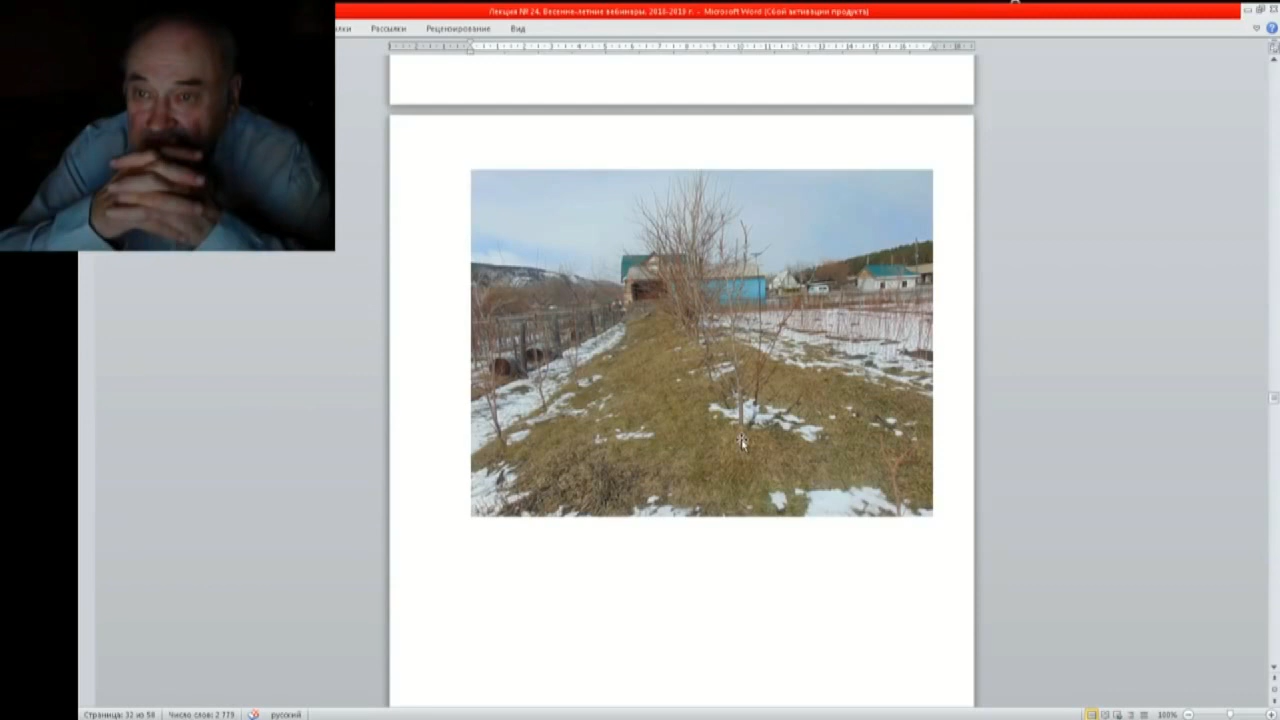 Лекция № 24. Весенне-летние вебинары. 2018-2019 г. - Microsoft Word (Сбой активации продукта)
лки Рассылки Рецензирование Вид
Страница: 32 из 58 Число слов: 2 779 русский 100%